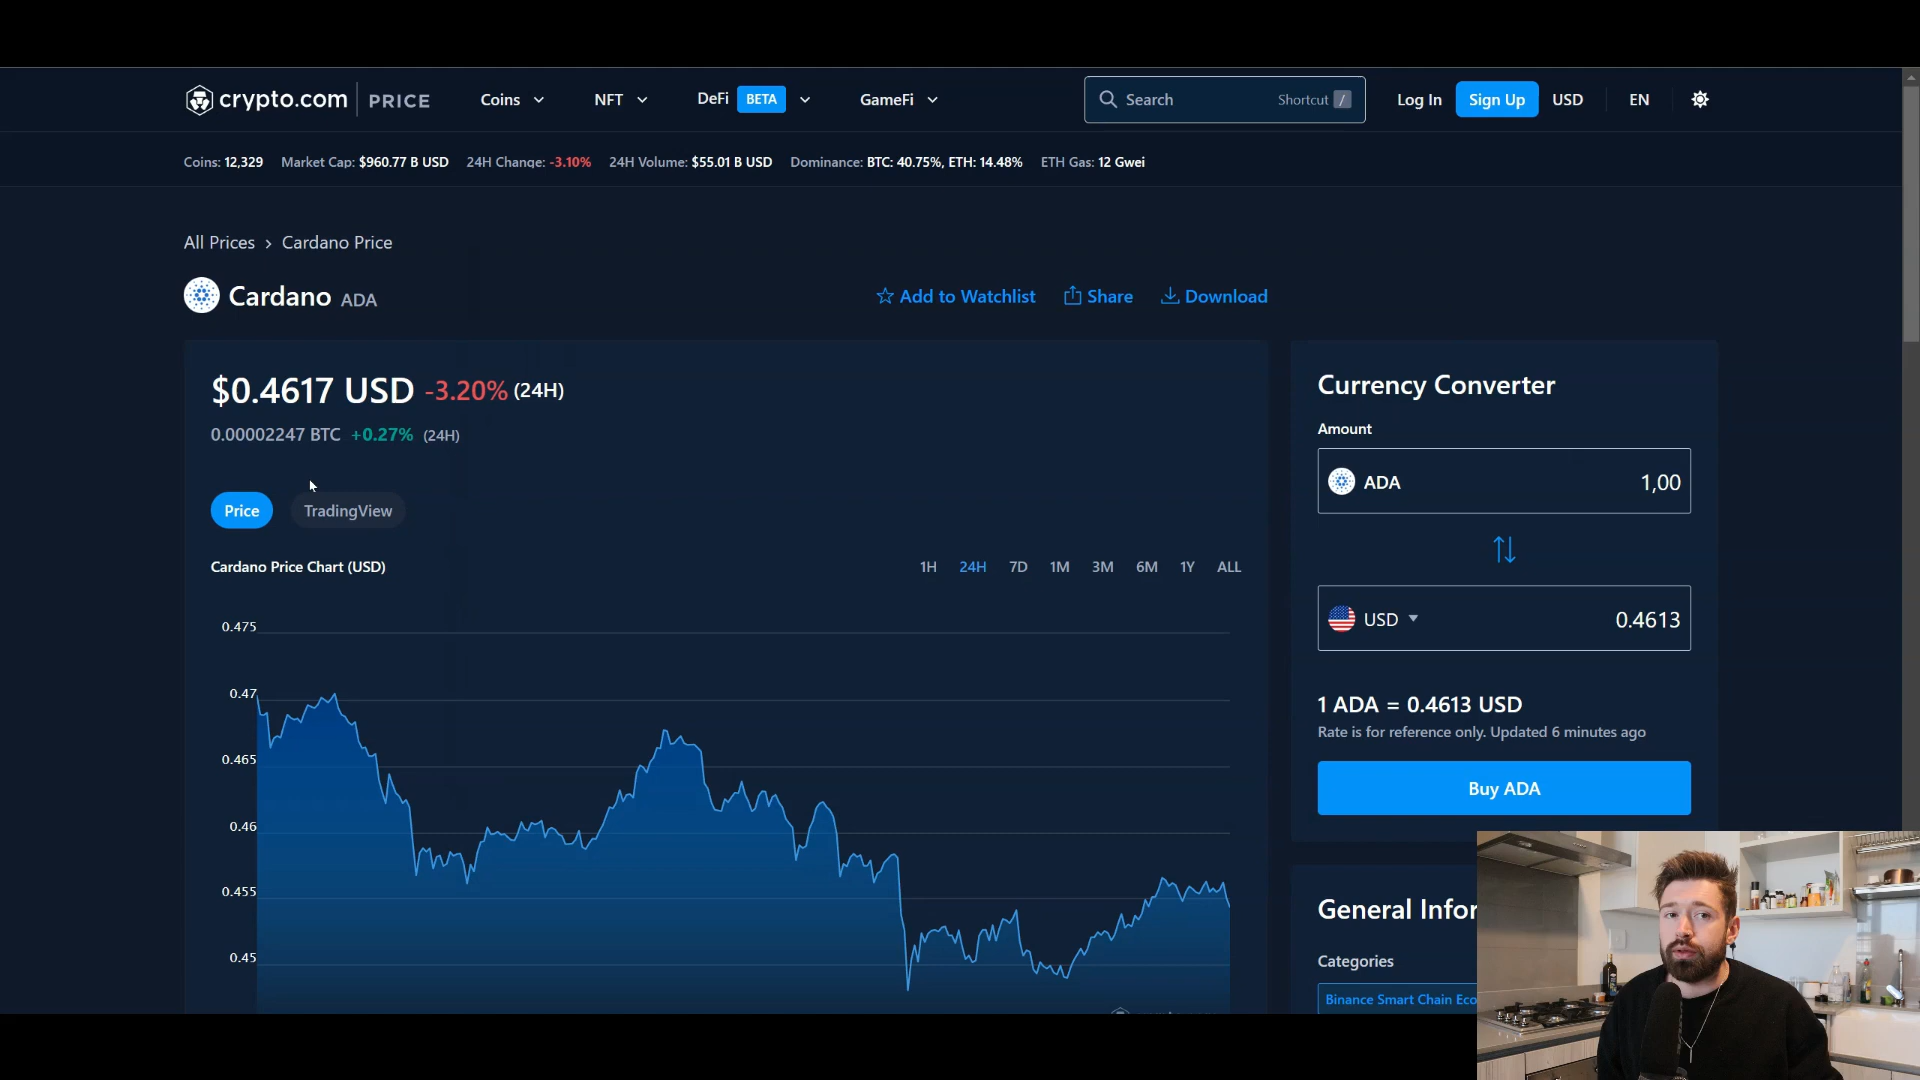 crypto.com PRICE Coins NFT DeFi BETA GameFi Search Shortcut / Log In Sign Up USD EN
Coins: 12,329 Market Cap: $960.77 B USD 24H Change: -3.10% 24H Volume: $55.01 B USD Dominance: BTC: 40.75%, ETH: 14.48% ETH Gas: 12 Gwei
All Prices › Cardano Price
Cardano ADA
Add to Watchlist Share Download
$0.4617 USD -3.20% (24H)
0.00002247 BTC +0.27% (24H)
Price TradingView
Cardano Price Chart (USD)
1H 24H 7D 1M 3M 6M 1Y ALL
0.475
0.47
0.465
0.46
0.455
0.45
Currency Converter
Amount
ADA 1,00
USD 0.4613
1 ADA = 0.4613 USD
Rate is for reference only. Updated 6 minutes ago
Buy ADA
General Infor
Categories
Binance Smart Chain Eco